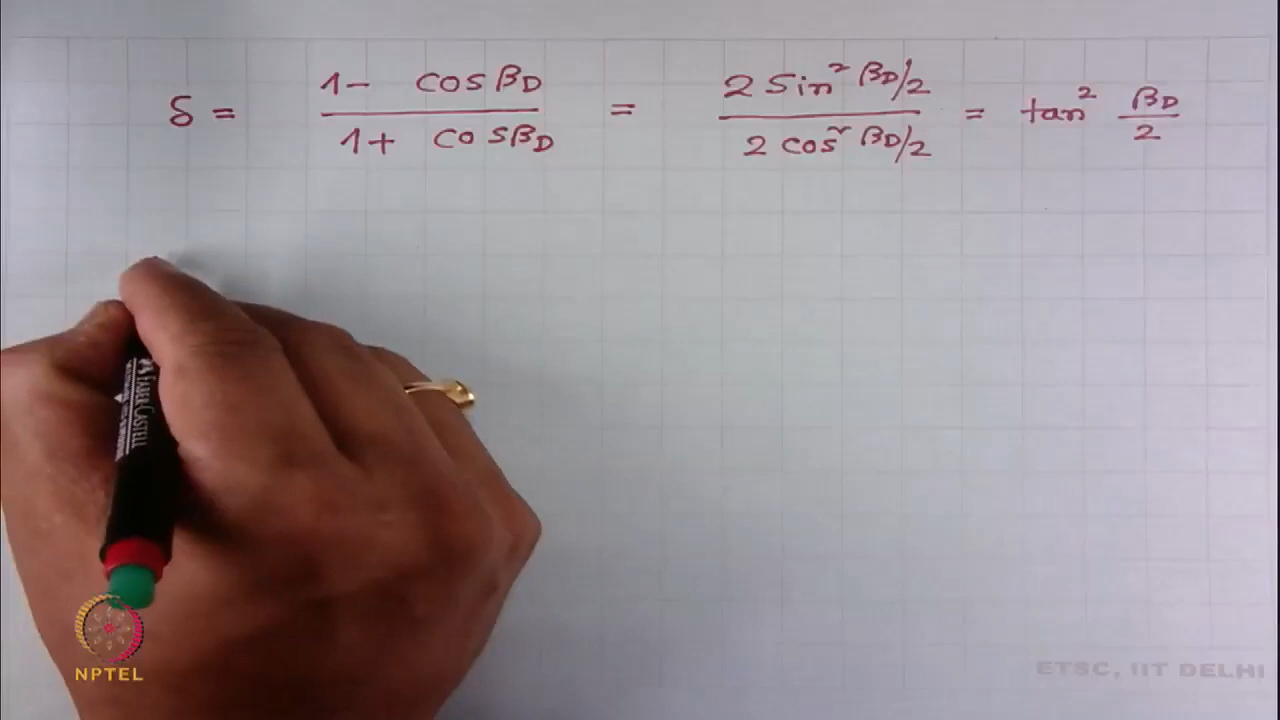 δ = 1 - cos βD / 1 + cos βD = 2 Sin² βD/2 / 2 cos² βD/2 = tan² βD/2
FABER-CASTELL
NPTEL
ETSC, IIT DELHI